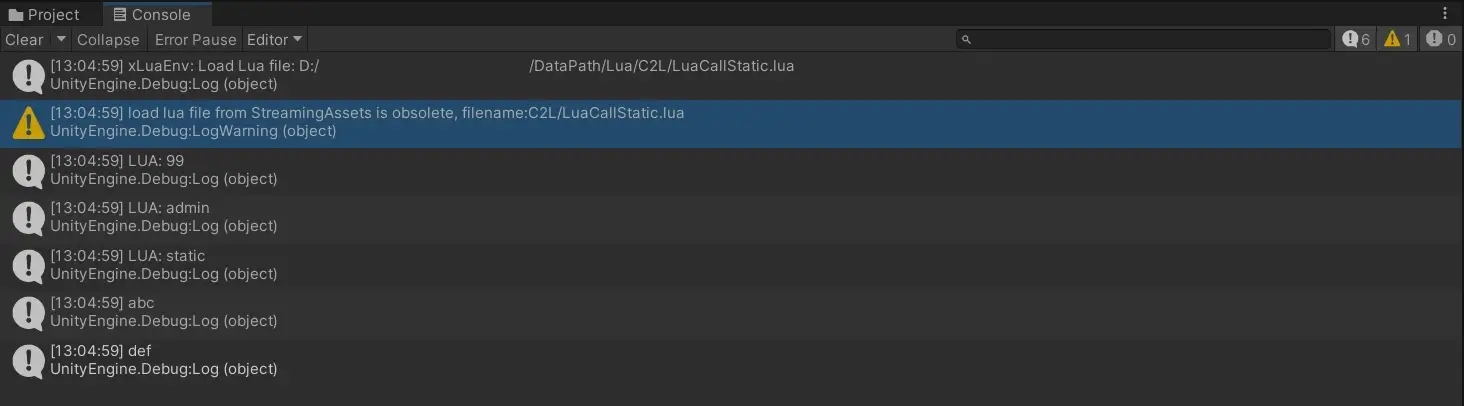 Project Console
Clear Collapse Error Pause Editor 6 1 0
[13:04:59] xLuaEnv: Load Lua file: D:/ /DataPath/Lua/C2L/LuaCallStatic.lua
UnityEngine.Debug:Log (object)
[13:04:59] load lua file from StreamingAssets is obsolete, filename:C2L/LuaCallStatic.lua
UnityEngine.Debug:LogWarning (object)
[13:04:59] LUA: 99
UnityEngine.Debug:Log (object)
[13:04:59] LUA: admin
UnityEngine.Debug:Log (object)
[13:04:59] LUA: static
UnityEngine.Debug:Log (object)
[13:04:59] abc
UnityEngine.Debug:Log (object)
[13:04:59] def
UnityEngine.Debug:Log (object)